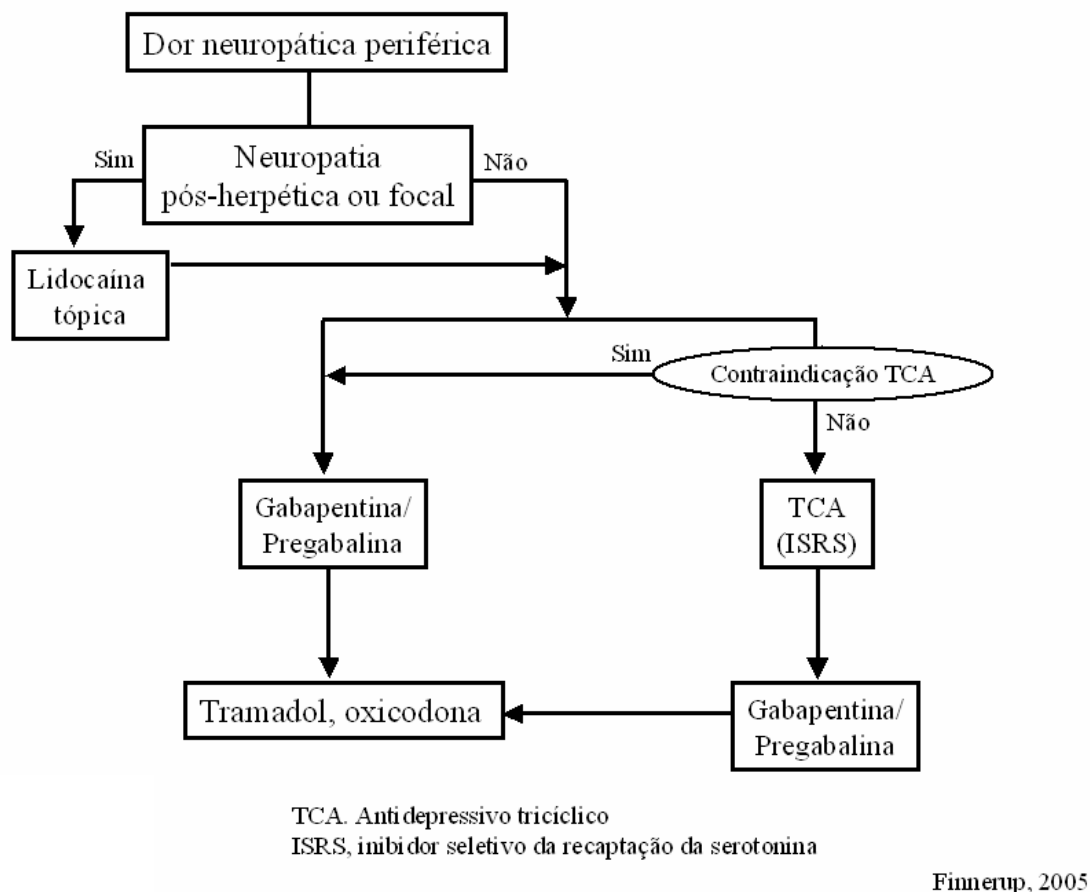 Dor neuropática periférica
Sim
Neuropatia
pós-herpética ou focal
Não
Lidocaína
tópica
Sim
Contraindicação TCA
Não
Gabapentina/
Pregabalina
TCA
(ISRS)
Tramadol, oxicodona
Gabapentina/
Pregabalina
TCA. Antidepressivo tricíclico
ISRS, inibidor seletivo da recaptação da serotonina
Finnerup, 2005